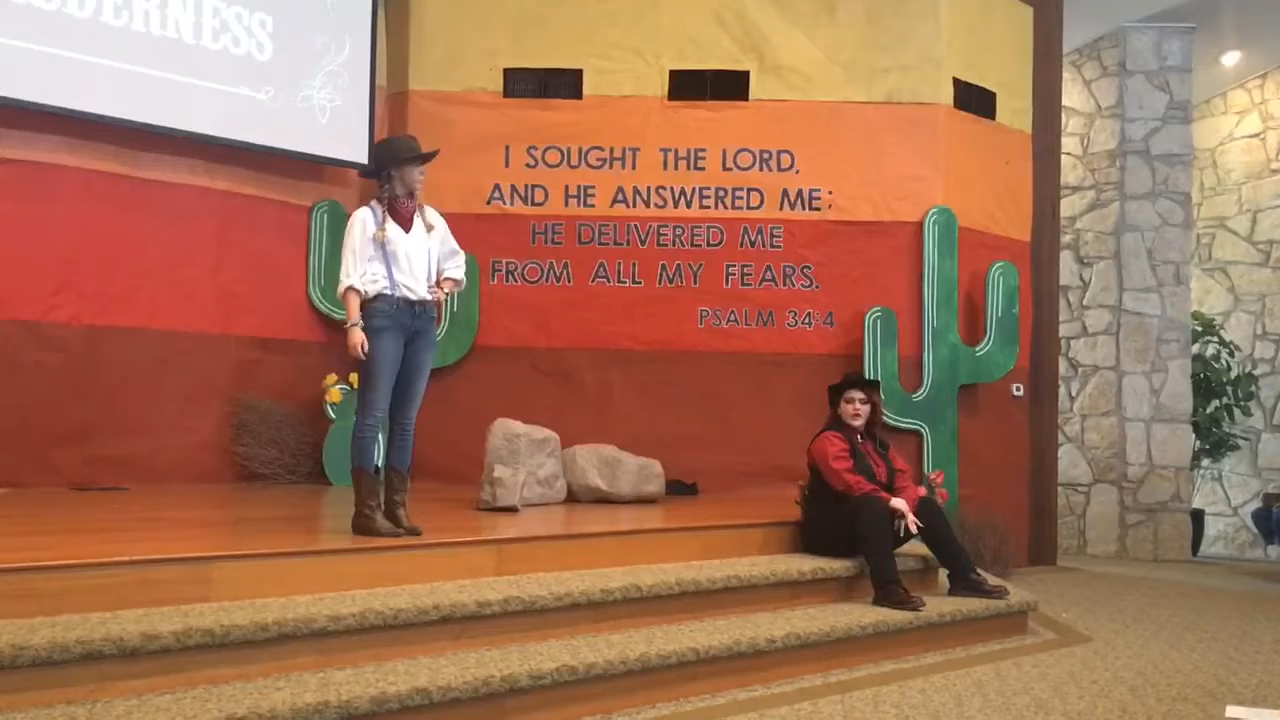 I SOUGHT THE LORD,
AND HE ANSWERED ME;
HE DELIVERED ME
FROM ALL MY FEARS.
PSALM 34:4